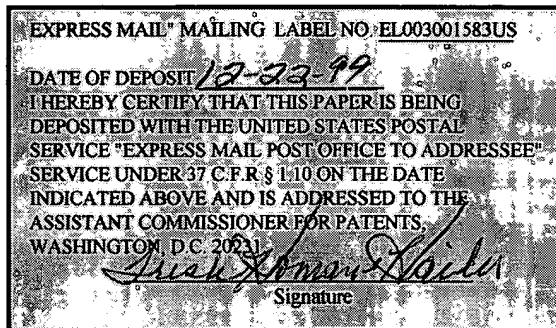 EXPRESS MAIL" MAILING LABEL NO. EL003001583US
DATE OF DEPOSIT 12-22-99
I HEREBY CERTIFY THAT THIS PAPER IS BEING
DEPOSITED WITH THE UNITED STATES POSTAL
SERVICE "EXPRESS MAIL POST OFFICE TO ADDRESSEE"
SERVICE UNDER 37 C.F.R § 1.10 ON THE DATE
INDICATED ABOVE AND IS ADDRESSED TO THE
ASSISTANT COMMISSIONER FOR PATENTS,
WASHINGTON, D.C. 20231
Signature